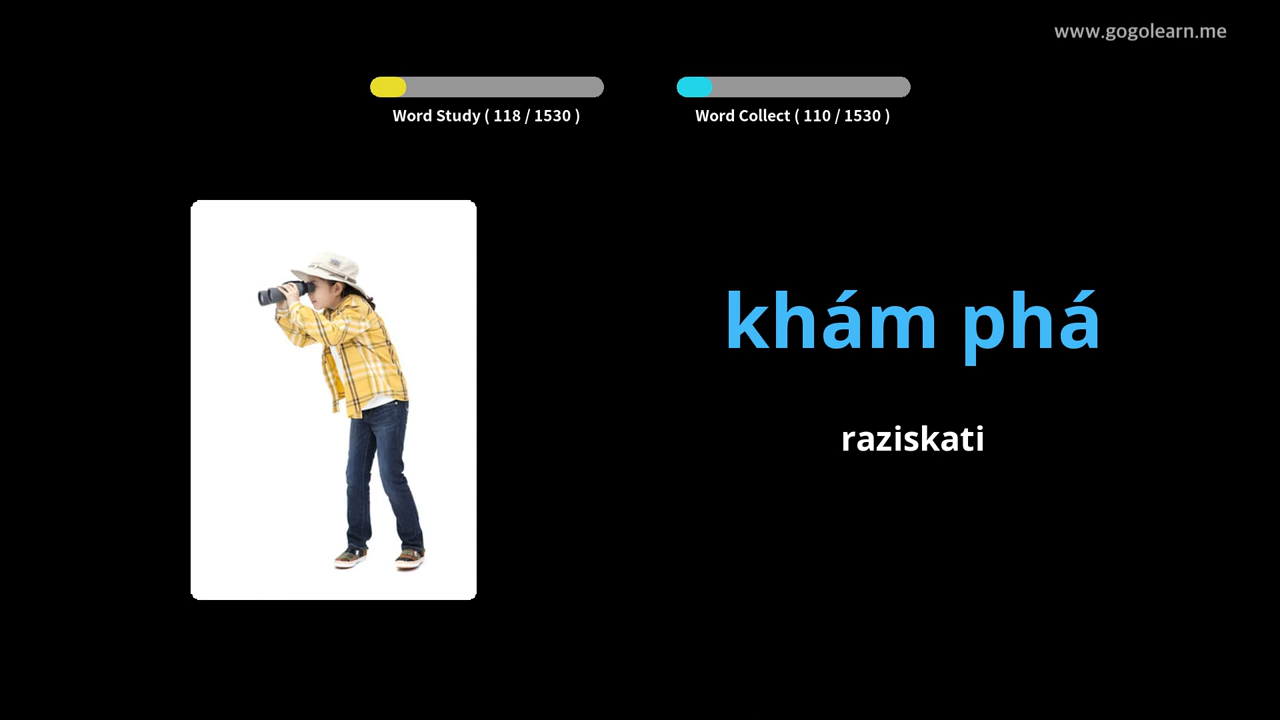 www.gogolearn.me
Word Study ( 118 / 1530 )
Word Collect ( 110 / 1530 )
khám phá
raziskati